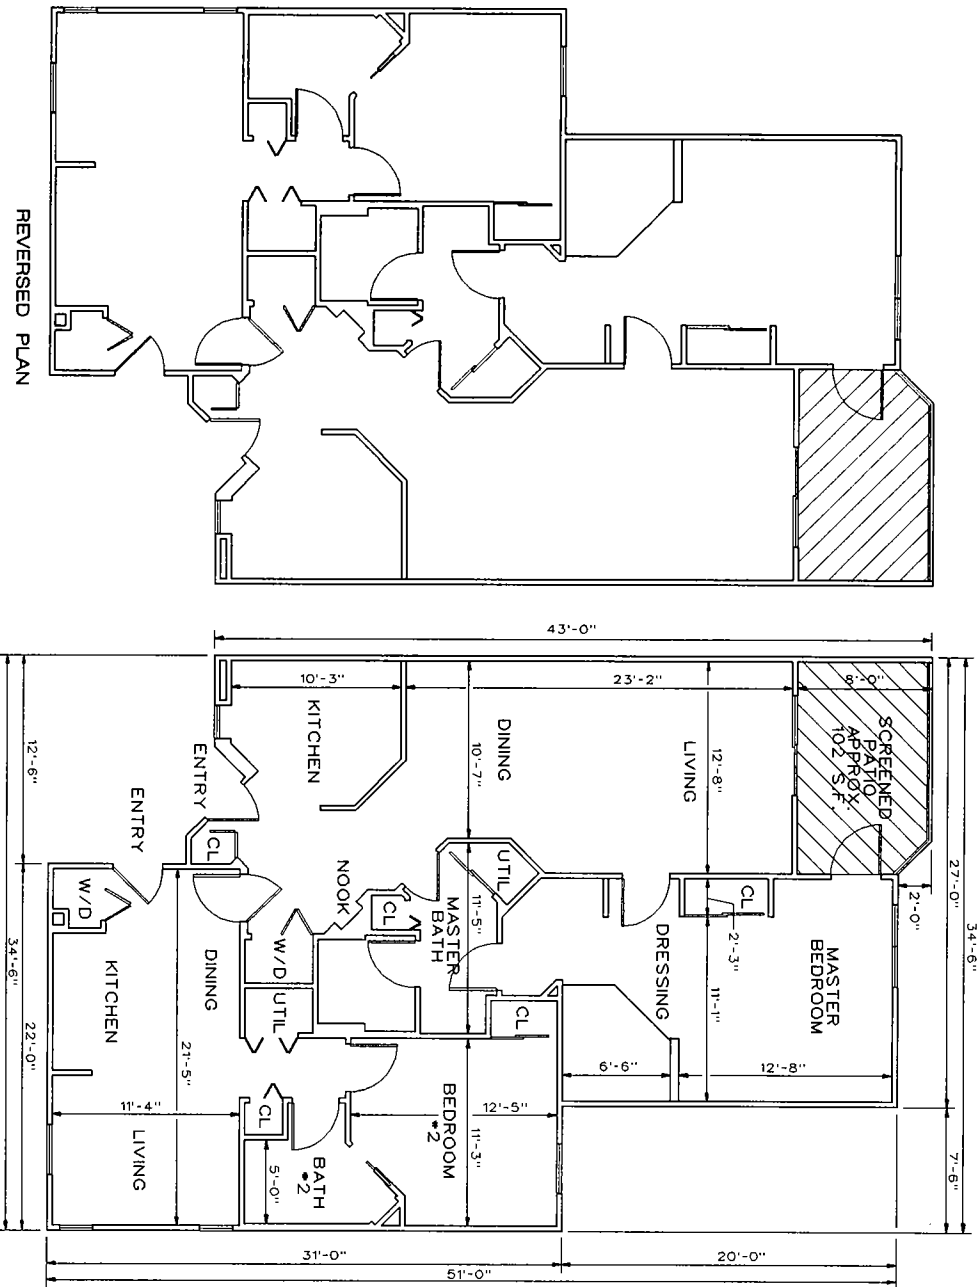 REVERSED PLAN
43'-0"
10'-3"
23'-2"
8'-0"
SCREENED
PATIO
APPROX.
102 S.F.
KITCHEN
DINING
10'-7"
LIVING
12'-8"
ENTRY
ENTRY
12'-6"
CL
NOOK
UTIL
11'-5"
MASTER
BATH
CL
W/D
W/D
UTIL
CL
DRESSING
CL
2'-3"
11'-1"
MASTER
BEDROOM
2'-0"
27'-0"
34'-6"
6'-6"
12'-8"
KITCHEN
DINING
21'-5"
11'-4"
LIVING
CL
5'-0"
BATH
#2
BEDROOM
#2
12'-5"
11'-3"
7'-6"
22'-0"
34'-6"
31'-0"
20'-0"
51'-0"